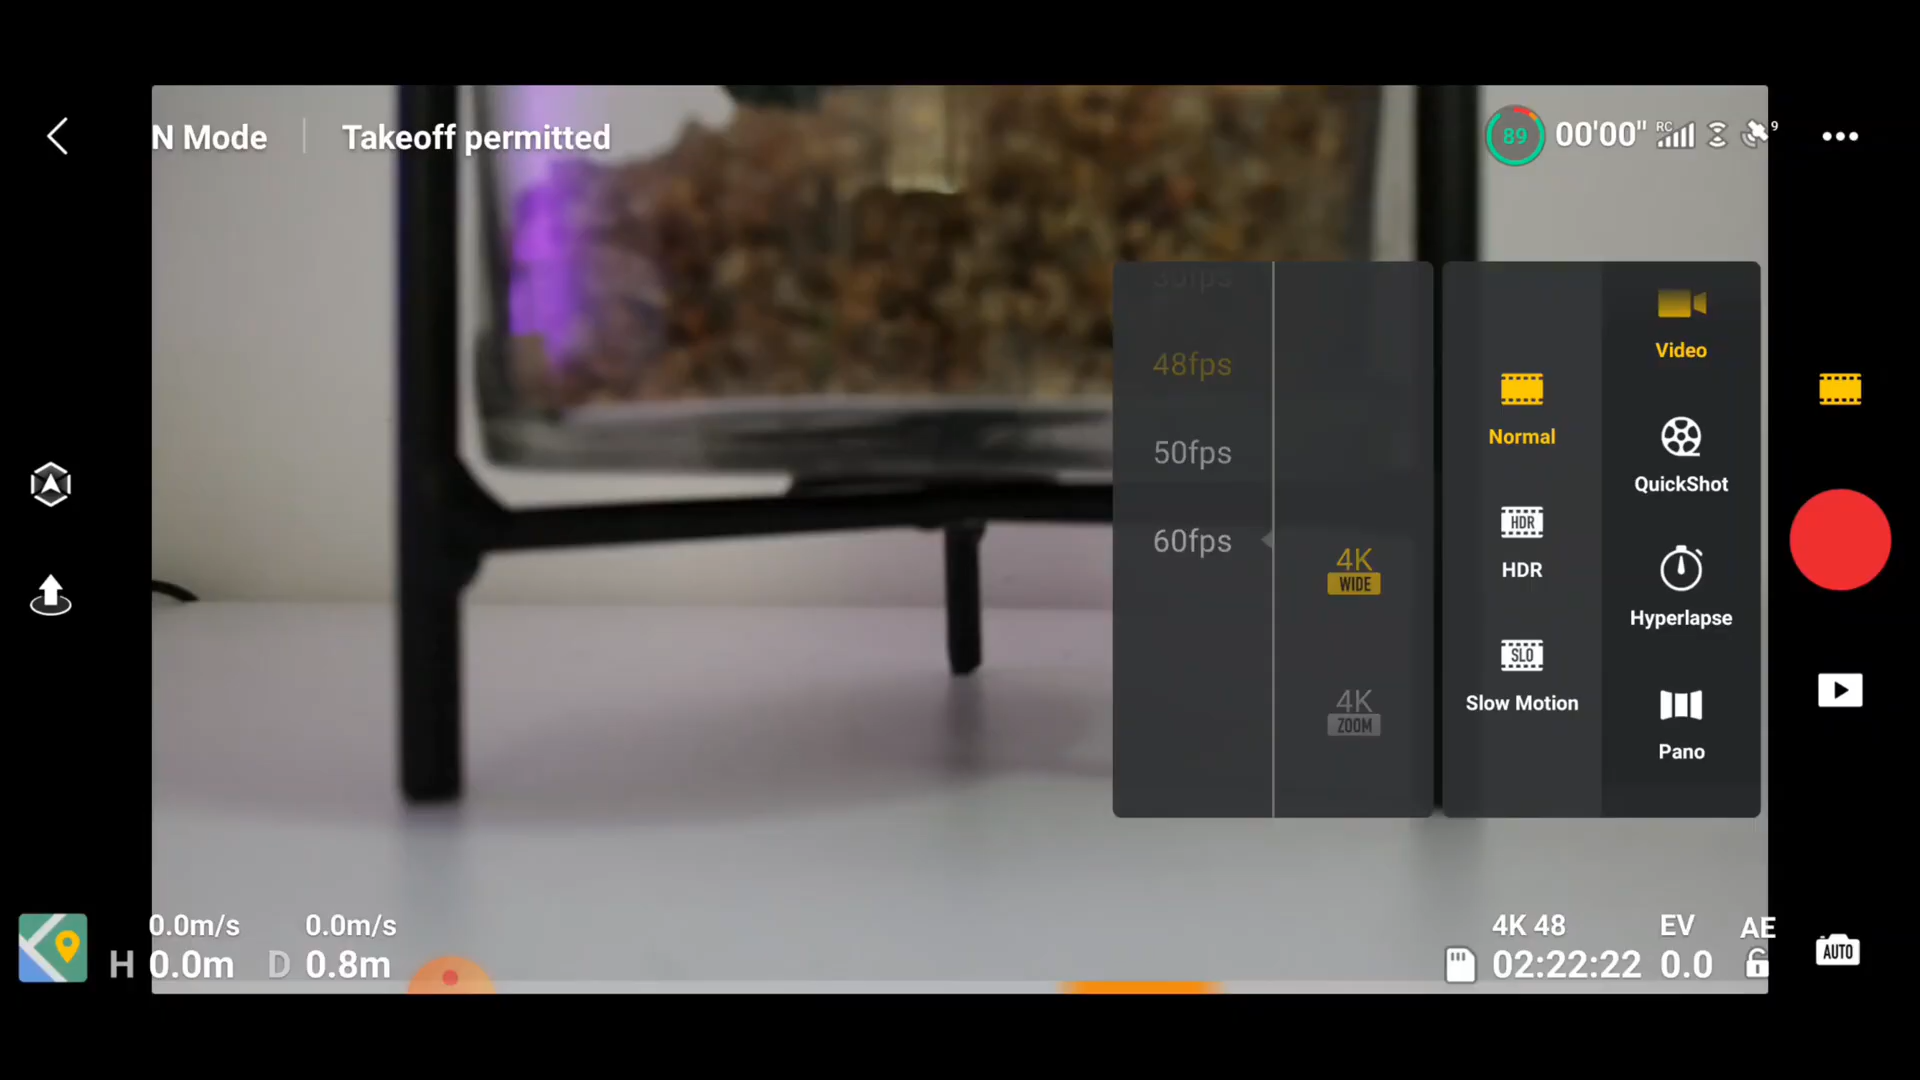 N Mode
Takeoff permitted
89
00'00"
RC
9
30fps
48fps
50fps
60fps
4K
WIDE
4K
ZOOM
Normal
HDR
HDR
SLO
Slow Motion
Video
QuickShot
Hyperlapse
Pano
0.0m/s
0.0m/s
H 0.0m
D 0.8m
4K 48
02:22:22
EV
0.0
AE
AUTO